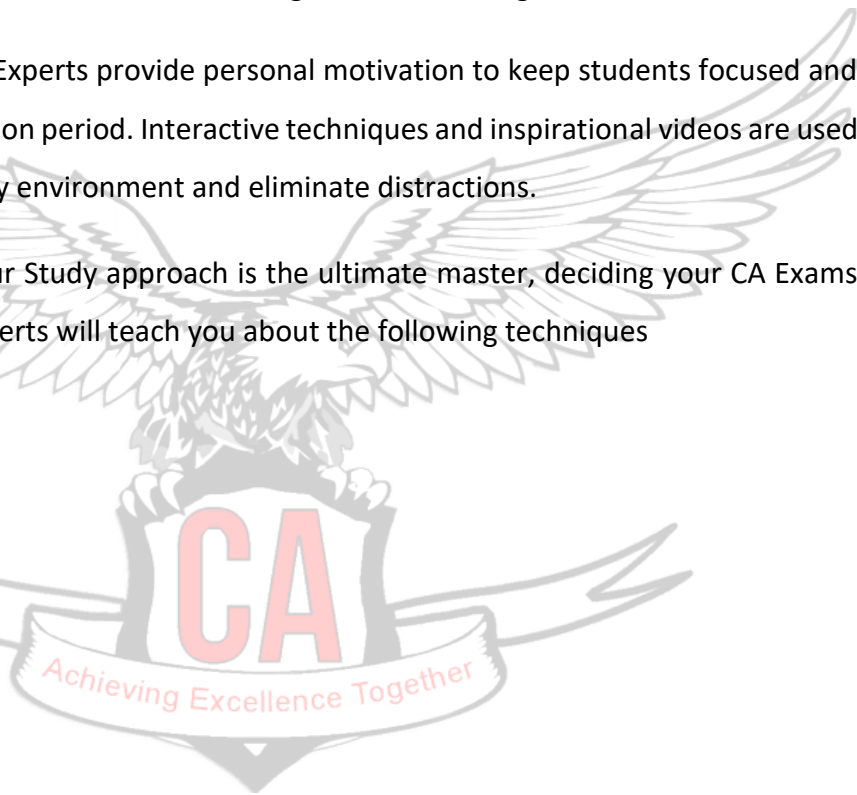 Experts provide personal motivation to keep students focused and
on period. Interactive techniques and inspirational videos are used
y environment and eliminate distractions.
ur Study approach is the ultimate master, deciding your CA Exams
erts will teach you about the following techniques
CA
Achieving Excellence Together